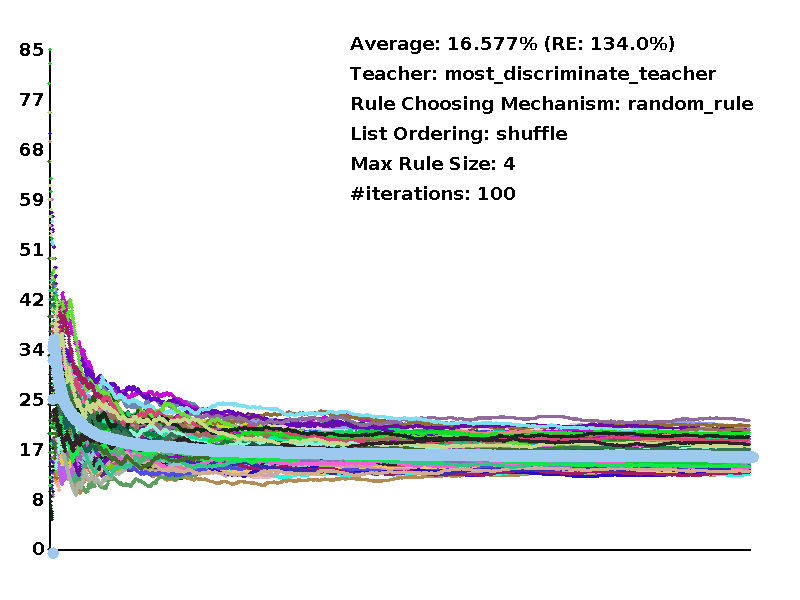 Average: 16.577% (RE: 134.0%)
Teacher: most_discriminate_teacher
Rule Choosing Mechanism: random_rule
List Ordering: shuffle
Max Rule Size: 4
#iterations: 100
85
77
68
59
51
42
34
25
17
8
0